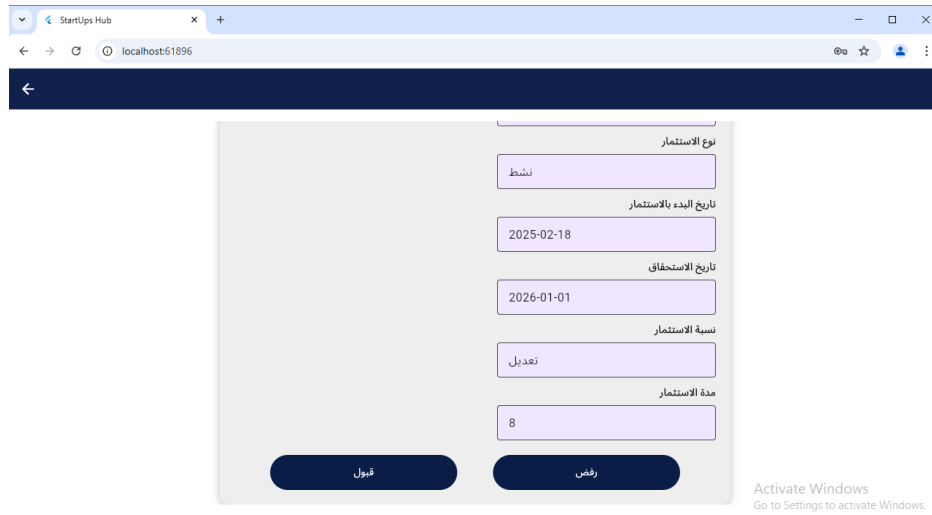 StartUps Hub
localhost:61896
نوع الاستثمار
نشط
تاريخ البدء بالاستثمار
2025-02-18
تاريخ الاستحقاق
2026-01-01
نسبة الاستثمار
تعديل
مدة الاستثمار
8
رفض
قبول
Activate Windows
Go to Settings to activate Windows.